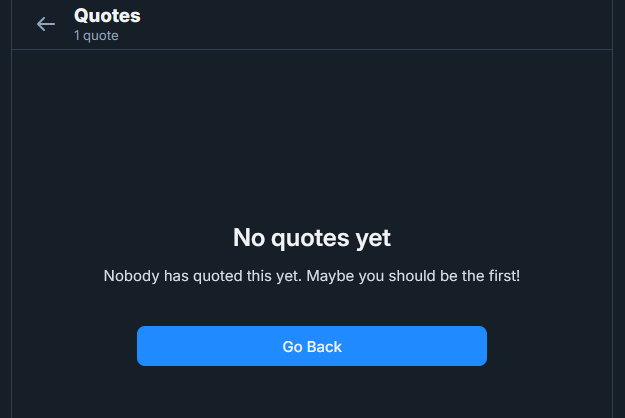 Quotes
1 quote
No quotes yet
Nobody has quoted this yet. Maybe you should be the first!
Go Back